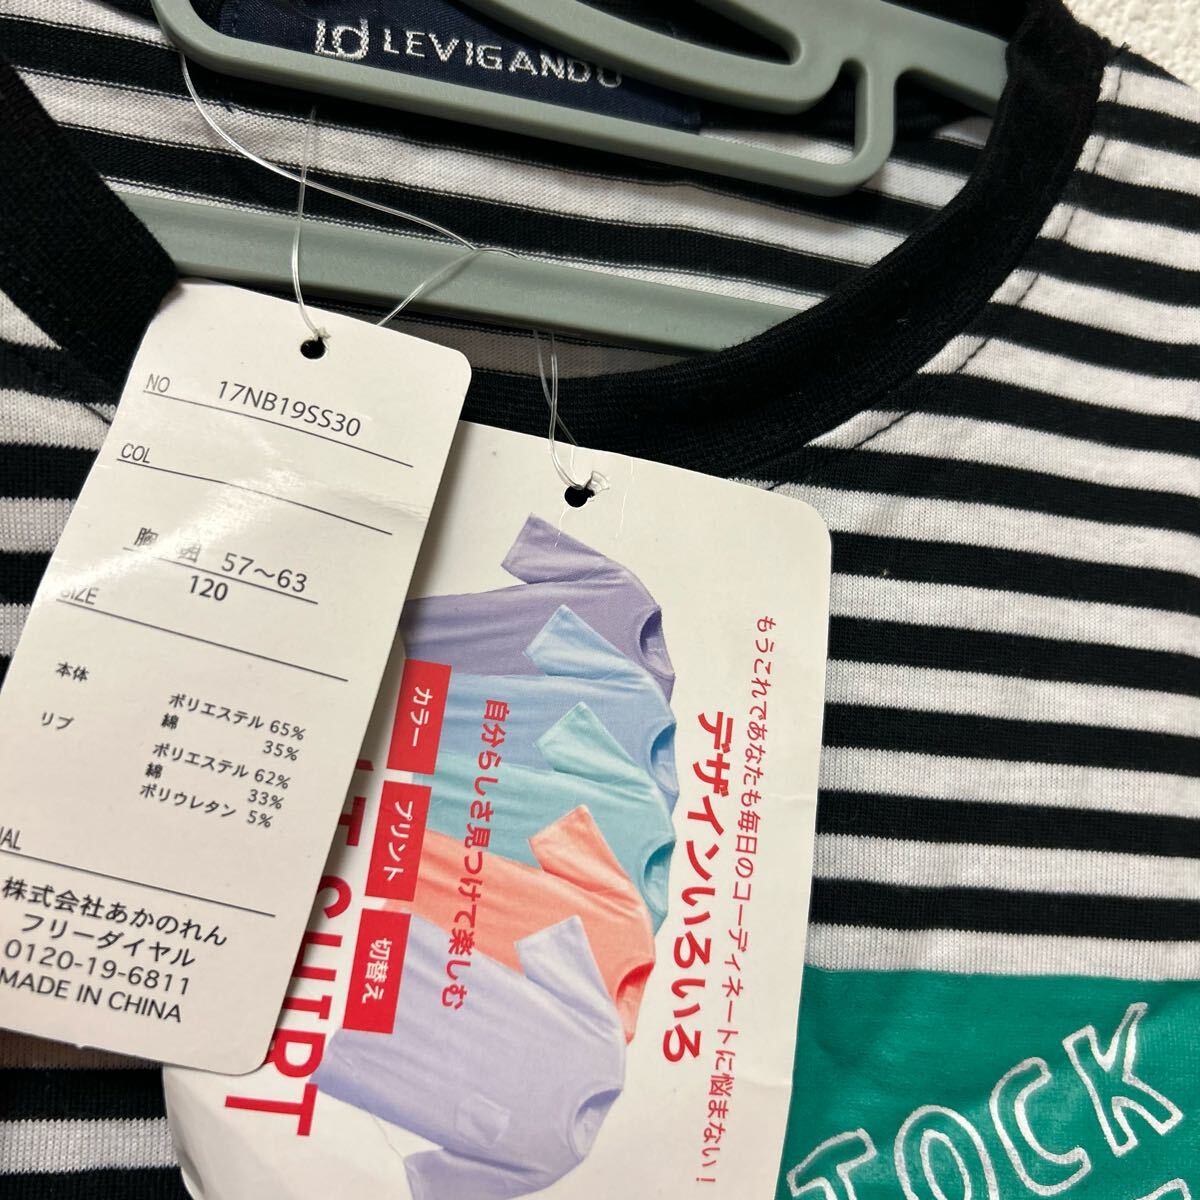 LD LEVIGANDO
NO 17NB19SS30
COL
胸 囲 57〜63
SIZE 120
本体 ポリエステル 65%
綿 35%
リブ ポリエステル 62%
綿 33%
ポリウレタン 5%
株式会社あかのれん
フリーダイヤル
0120-19-6811
MADE IN CHINA
もうこれであなたも毎日のコーディネートに悩まない!
デザインいろいろ
自分らしさ見つけて楽しむ
カラー
プリント
切替え
T SHIRT
TOCK